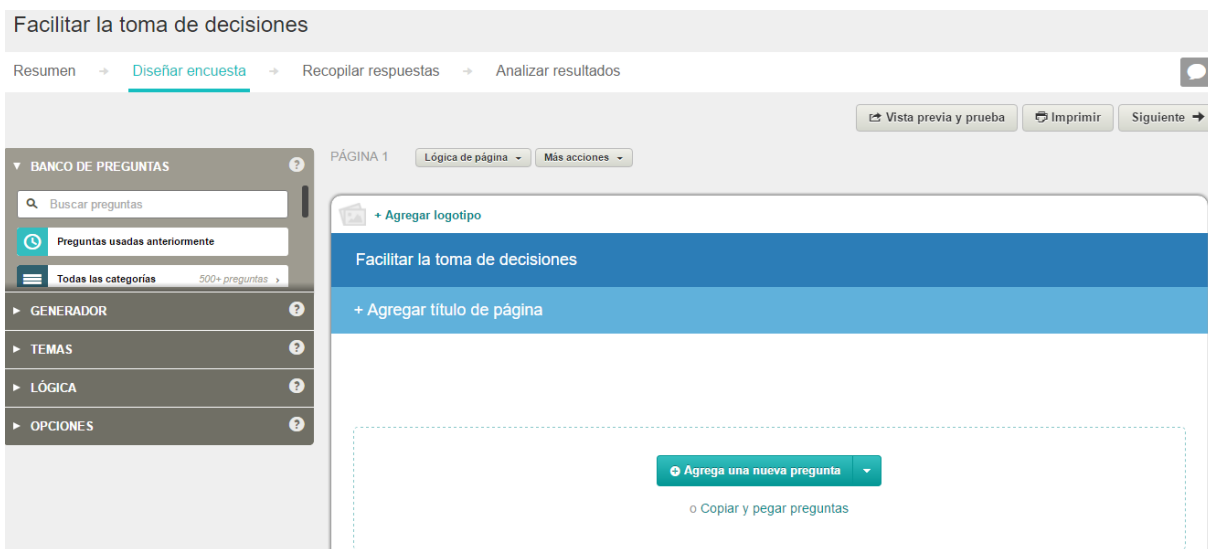 Facilitar la toma de decisiones
Resumen → Diseñar encuesta → Recopilar respuestas → Analizar resultados
Vista previa y prueba Imprimir Siguiente →
▼ BANCO DE PREGUNTAS ?
Buscar preguntas
Preguntas usadas anteriormente
Todas las categorías 500+ preguntas ›
► GENERADOR ?
► TEMAS ?
► LÓGICA ?
► OPCIONES ?
PÁGINA 1 Lógica de página Más acciones
+ Agregar logotipo
Facilitar la toma de decisiones
+ Agregar título de página
Agrega una nueva pregunta
o Copiar y pegar preguntas